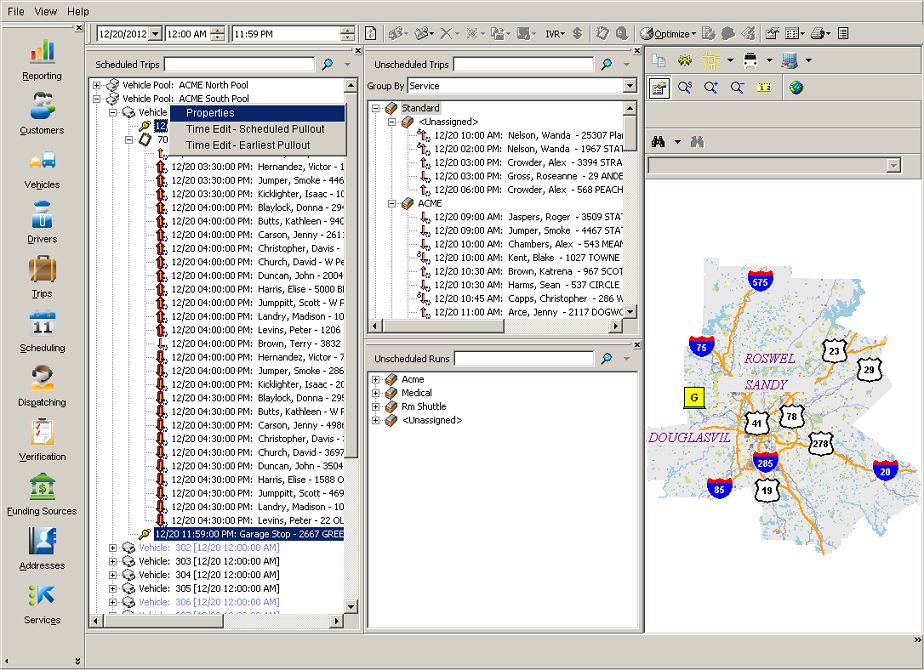 File View Help
Reporting
Customers
Vehicles
Drivers
Trips
11
Scheduling
Dispatching
Verification
Funding Sources
Addresses
Services
12/20/2012
12:00 AM
11:59 PM
IVR
$
Optimize
Scheduled Trips
Vehicle Pool: ACME North Pool
Vehicle Pool: ACME South Pool
Vehicle
12/
70
Properties
Time Edit - Scheduled Pullout
Time Edit - Earliest Pullout
12/20 03:30:00 PM: Hernandez, Victor - 1
12/20 03:30:00 PM: Jumper, Smoke - 446
12/20 03:30:00 PM: Kicklighter, Isaac - 10
12/20 04:00:00 PM: Blaylock, Donna - 294
12/20 04:00:00 PM: Butts, Kathleen - 940
12/20 04:00:00 PM: Carson, Jenny - 2611
12/20 04:00:00 PM: Christopher, Davis -
12/20 04:00:00 PM: Church, David - W Pe
12/20 04:00:00 PM: Duncan, John - 2004
12/20 04:00:00 PM: Harris, Elise - 5000 Bl
12/20 04:00:00 PM: Jumppitt, Scott - W F
12/20 04:00:00 PM: Landry, Madison - 10
12/20 04:00:00 PM: Levins, Peter - 1206
12/20 04:30:00 PM: Brown, Terry - 3832
12/20 04:30:00 PM: Hernandez, Victor - 7
12/20 04:30:00 PM: Jumper, Smoke - 286
12/20 04:30:00 PM: Kicklighter, Isaac - 34
12/20 04:30:00 PM: Blaylock, Donna - 201
12/20 04:30:00 PM: Butts, Kathleen - W F
12/20 04:30:00 PM: Carson, Jenny - 4986
12/20 04:30:00 PM: Christopher, Davis - 3
12/20 04:30:00 PM: Church, David - 3697
12/20 04:30:00 PM: Duncan, John - 3504
12/20 04:30:00 PM: Harris, Elise - 1588 O
12/20 04:30:00 PM: Jumppitt, Scott - 469
12/20 04:30:00 PM: Landry, Madison - 20
12/20 04:30:00 PM: Levins, Peter - 22 OL
12/20 11:59:00 PM: Garage Stop - 2667 GREE
Vehicle: 302 [12/20 12:00:00 AM]
Vehicle: 303 [12/20 12:00:00 AM]
Vehicle: 304 [12/20 12:00:00 AM]
Vehicle: 305 [12/20 12:00:00 AM]
Vehicle: 306 [12/20 12:00:00 AM]
Unscheduled Trips
Group By Service
Standard
<Unassigned>
12/20 10:00 AM: Nelson, Wanda - 25307 Plan
12/20 02:00 PM: Nelson, Wanda - 1967 STAT
12/20 03:00 PM: Crowder, Alex - 3394 STRA
12/20 03:00 PM: Gross, Roseanne - 29 ANDE
12/20 06:00 PM: Crowder, Alex - 568 PEACH
ACME
12/20 09:00 AM: Jaspers, Roger - 3509 STAT
12/20 09:00 AM: Jumper, Smoke - 4467 STAT
12/20 10:00 AM: Chambers, Alex - 543 MEAN
12/20 10:00 AM: Kent, Blake - 1027 TOWNE
12/20 10:30 AM: Brown, Katrena - 967 SCOT
12/20 10:30 AM: Harms, Sean - 537 CIRCLE
12/20 10:45 AM: Capps, Christopher - 286 W
12/20 11:00 AM: Arce, Jenny - 2117 DOGWO
Unscheduled Runs
Acme
Medical
Rm Shuttle
<Unassigned>
575
75
23
29
ROSWEL
SANDY
G
41
78
278
DOUGLASVIL
285
20
85
19